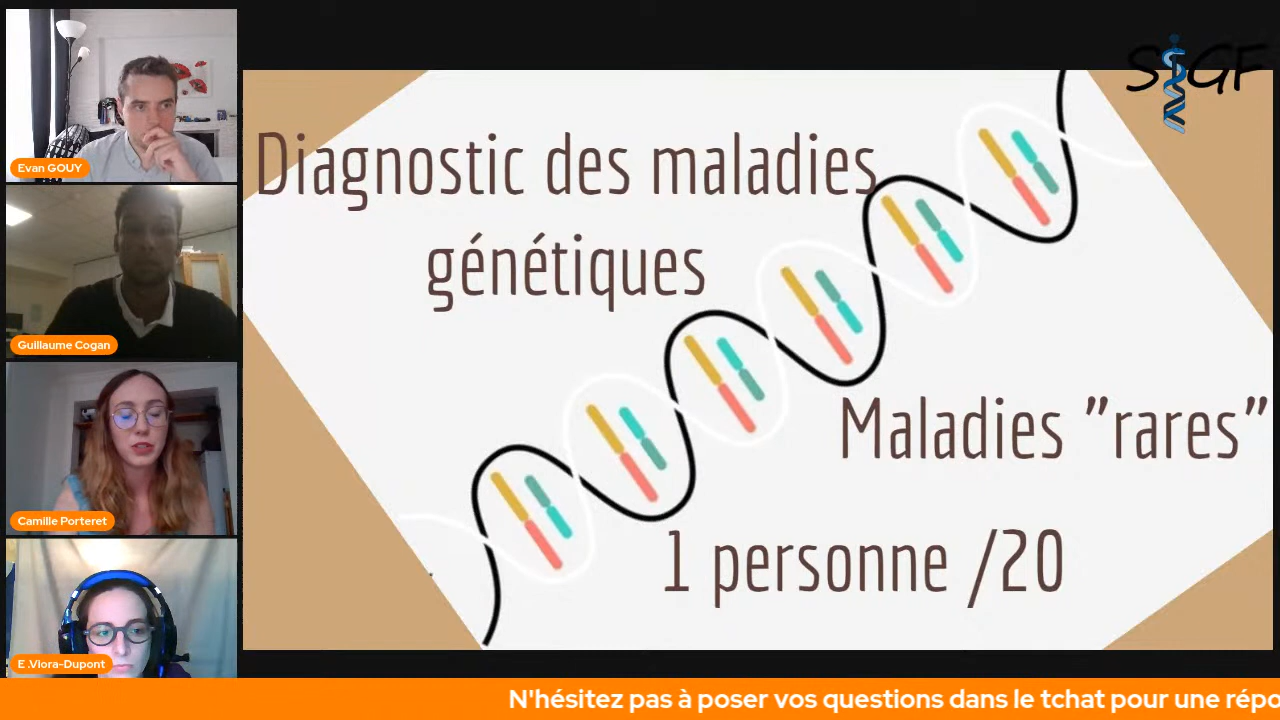 SIGF
Evan GOUY
Guillaume Cogan
Camille Porteret
E .Viora-Dupont
Diagnostic des maladies
génétiques
Maladies "rares"
1 personne /20
N'hésitez pas à poser vos questions dans le tchat pour une répo